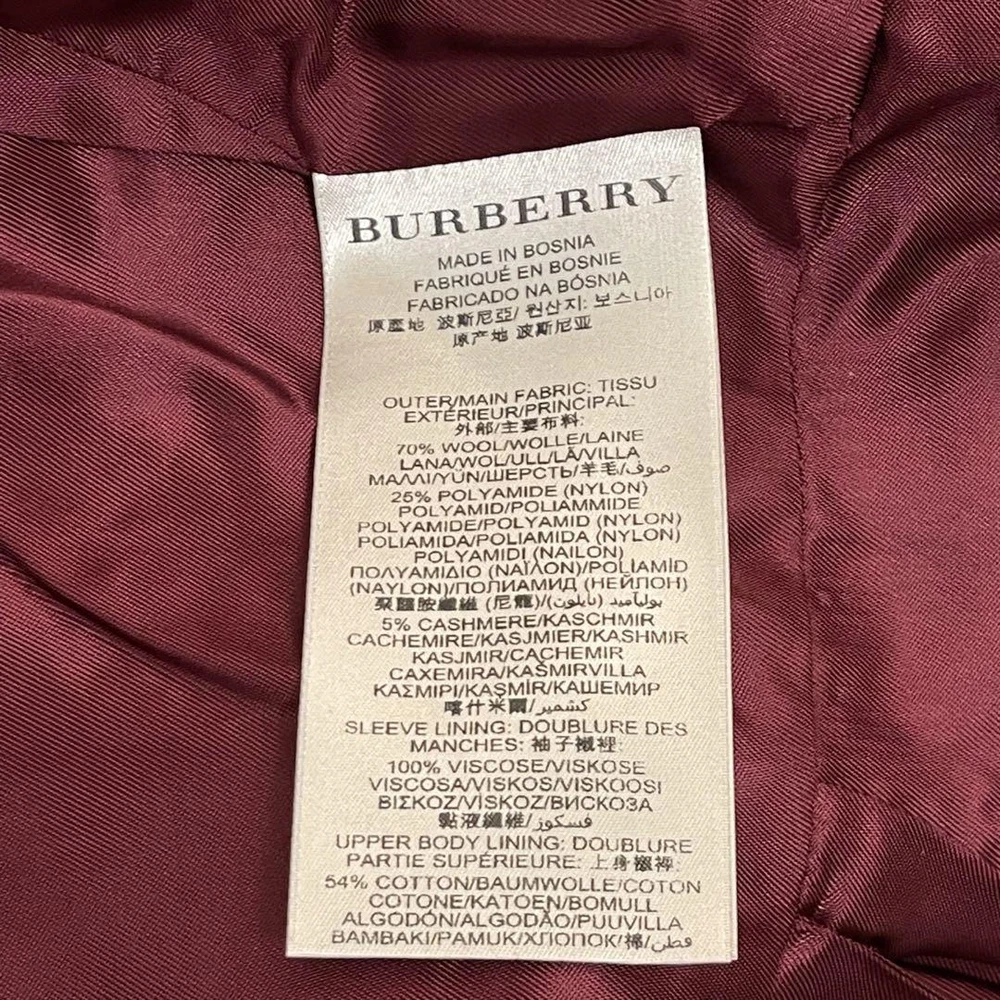 BURBERRY
MADE IN BOSNIA
FABRIQUÉ EN BOSNIE
FABRICADO NA BÓSNIA
原產地 波斯尼亞/ 원산지: 보스니아
原产地 波斯尼亚
OUTER/MAIN FABRIC: TISSU
EXTÉRIEUR/PRINCIPAL:
外部/主要布料:
70% WOOL/WOLLE/LAINE
LANA/WOL/ULL/LÃ/VILLA
ΜΑΛΛΙ/YÜN/ШЕРСТЬ/羊毛/صوف
25% POLYAMIDE (NYLON)
POLYAMID/POLIAMMIDE
POLYAMIDE/POLYAMID (NYLON)
POLIAMIDA/POLIAMIDA (NYLON)
POLYAMIDI (NAILON)
ΠΟΛΥΑΜΙΔΙΟ (ΝΑΪΛΟΝ)/POLİAMİD
(NAYLON)/ПОЛИАМИД (НЕЙЛОН)
聚醯胺纖維 (尼龍)/(نايلون) بولياميد
5% CASHMERE/KASCHMIR
CACHEMIRE/KASJMIER/KASHMIR
KASJMIR/CACHEMIR
CAXEMIRA/KAŠMIRVILLA
ΚΑΣΜΙΡΙ/KAŞMİR/КАШЕМИР
喀什米爾/كشمير
SLEEVE LINING: DOUBLURE DES
MANCHES: 袖子襯裡:
100% VISCOSE/VISKOSE
VISCOSA/VISKOS/VISKOOSI
ΒΙΣΚΟΖ/VİSKOZ/ВИСКОЗА
黏液纖維/فسكوز
UPPER BODY LINING: DOUBLURE
PARTIE SUPÉRIEURE: 上身襯裡:
54% COTTON/BAUMWOLLE/COTON
COTONE/KATOEN/BOMULL
ALGODÓN/ALGODÃO/PUUVILLA
ΒΑΜΒΑΚΙ/PAMUK/ХЛОПОК/棉/قطن